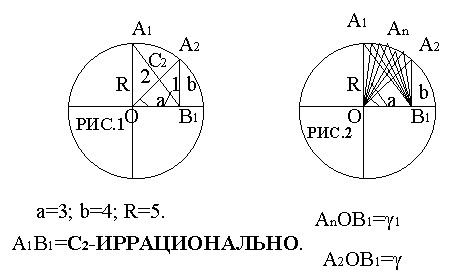 A1 A2
C2
R 2 1 b
a
O B1
РИС.1
A1 An A2
R b
a
O B1
РИС.2
a=3; b=4; R=5.
A1B1=C2-ИРРАЦИОНАЛЬНО.
AnOB1=γ1
A2OB1=γ